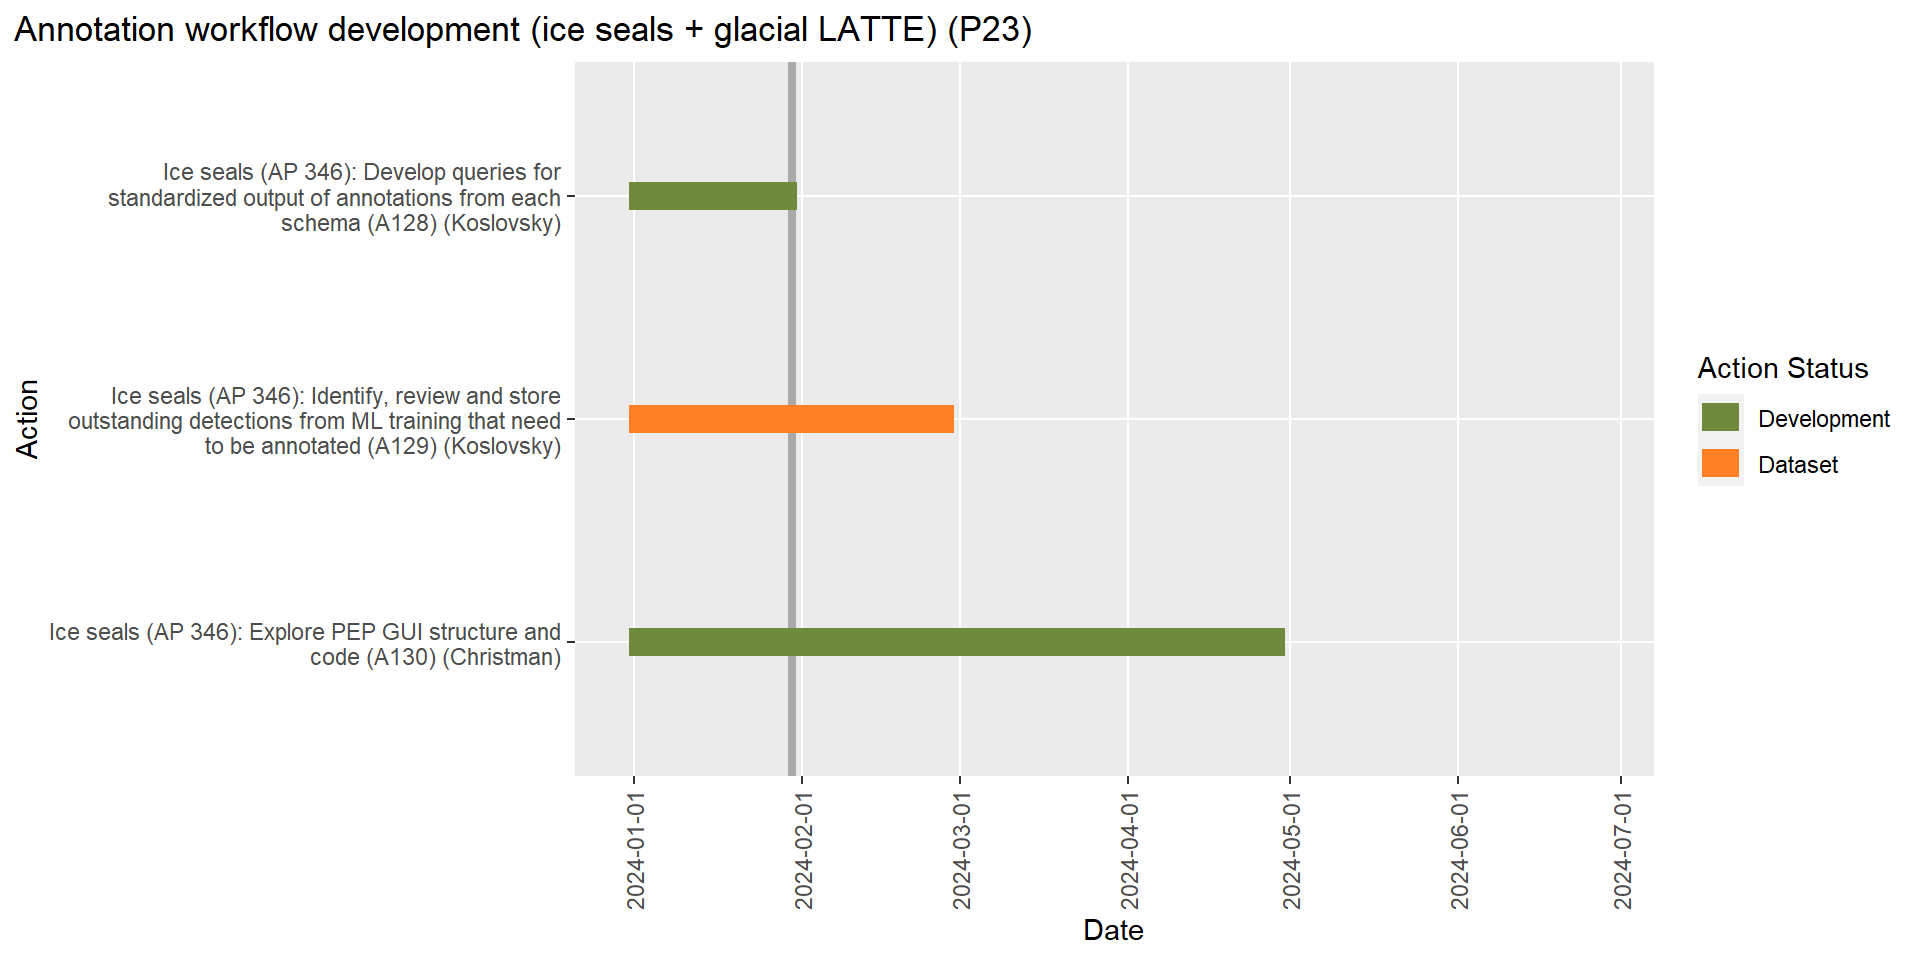 Annotation workflow development (ice seals + glacial LATTE) (P23)
Ice seals (AP 346): Develop queries for
standardized output of annotations from each
schema (A128) (Koslovsky)
Ice seals (AP 346): Identify, review and store
outstanding detections from ML training that need
to be annotated (A129) (Koslovsky)
Ice seals (AP 346): Explore PEP GUI structure and
code (A130) (Christman)
Action
2024-01-01
2024-02-01
2024-03-01
2024-04-01
2024-05-01
2024-06-01
2024-07-01
Date
Action Status
Development
Dataset